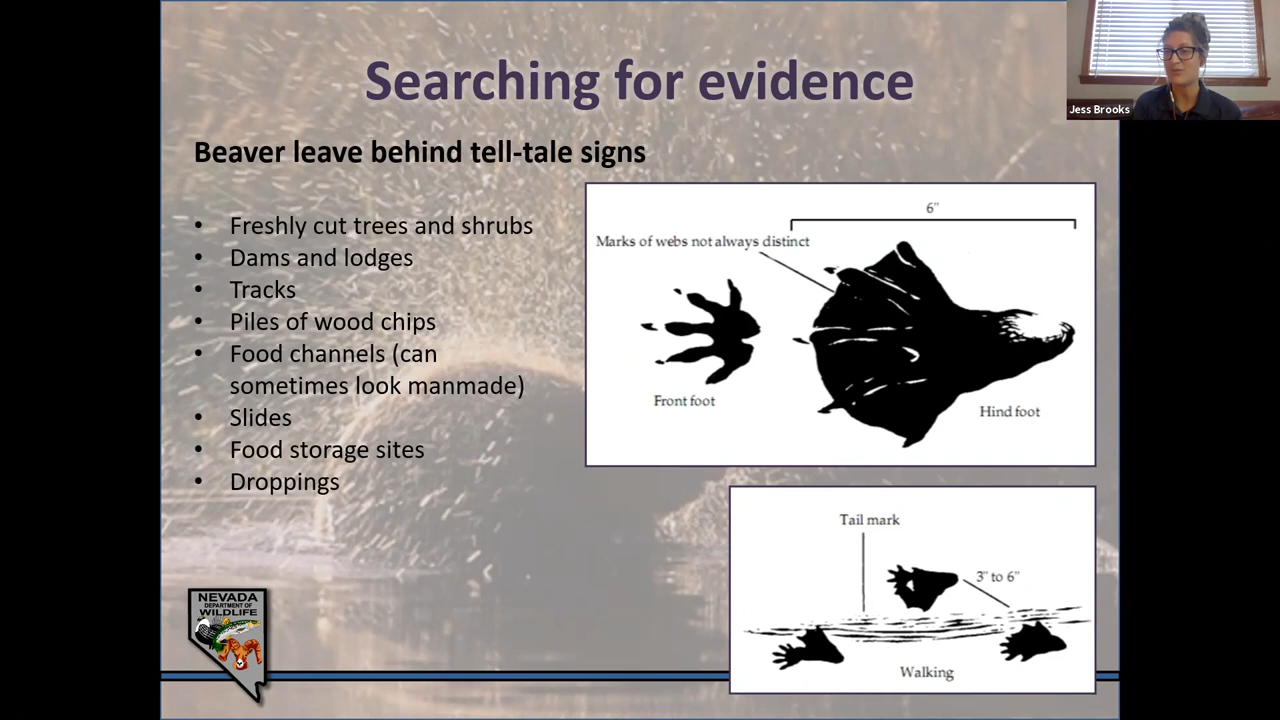 Searching for evidence
Jess Brooks
Beaver leave behind tell-tale signs
• Freshly cut trees and shrubs
• Dams and lodges
• Tracks
• Piles of wood chips
• Food channels (can
sometimes look manmade)
• Slides
• Food storage sites
• Droppings
6"
Marks of webs not always distinct
Front foot
Hind foot
Tail mark
3" to 6"
Walking
NEVADA
DEPARTMENT OF
WILDLIFE